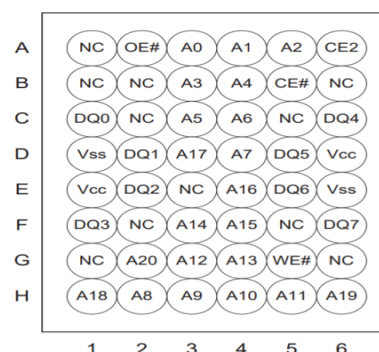 A NC OE# A0 A1 A2 CE2
B NC NC A3 A4 CE# NC
C DQ0 NC A5 A6 NC DQ4
D Vss DQ1 A17 A7 DQ5 Vcc
E Vcc DQ2 NC A16 DQ6 Vss
F DQ3 NC A14 A15 NC DQ7
G NC A20 A12 A13 WE# NC
H A18 A8 A9 A10 A11 A19
1 2 3 4 5 6